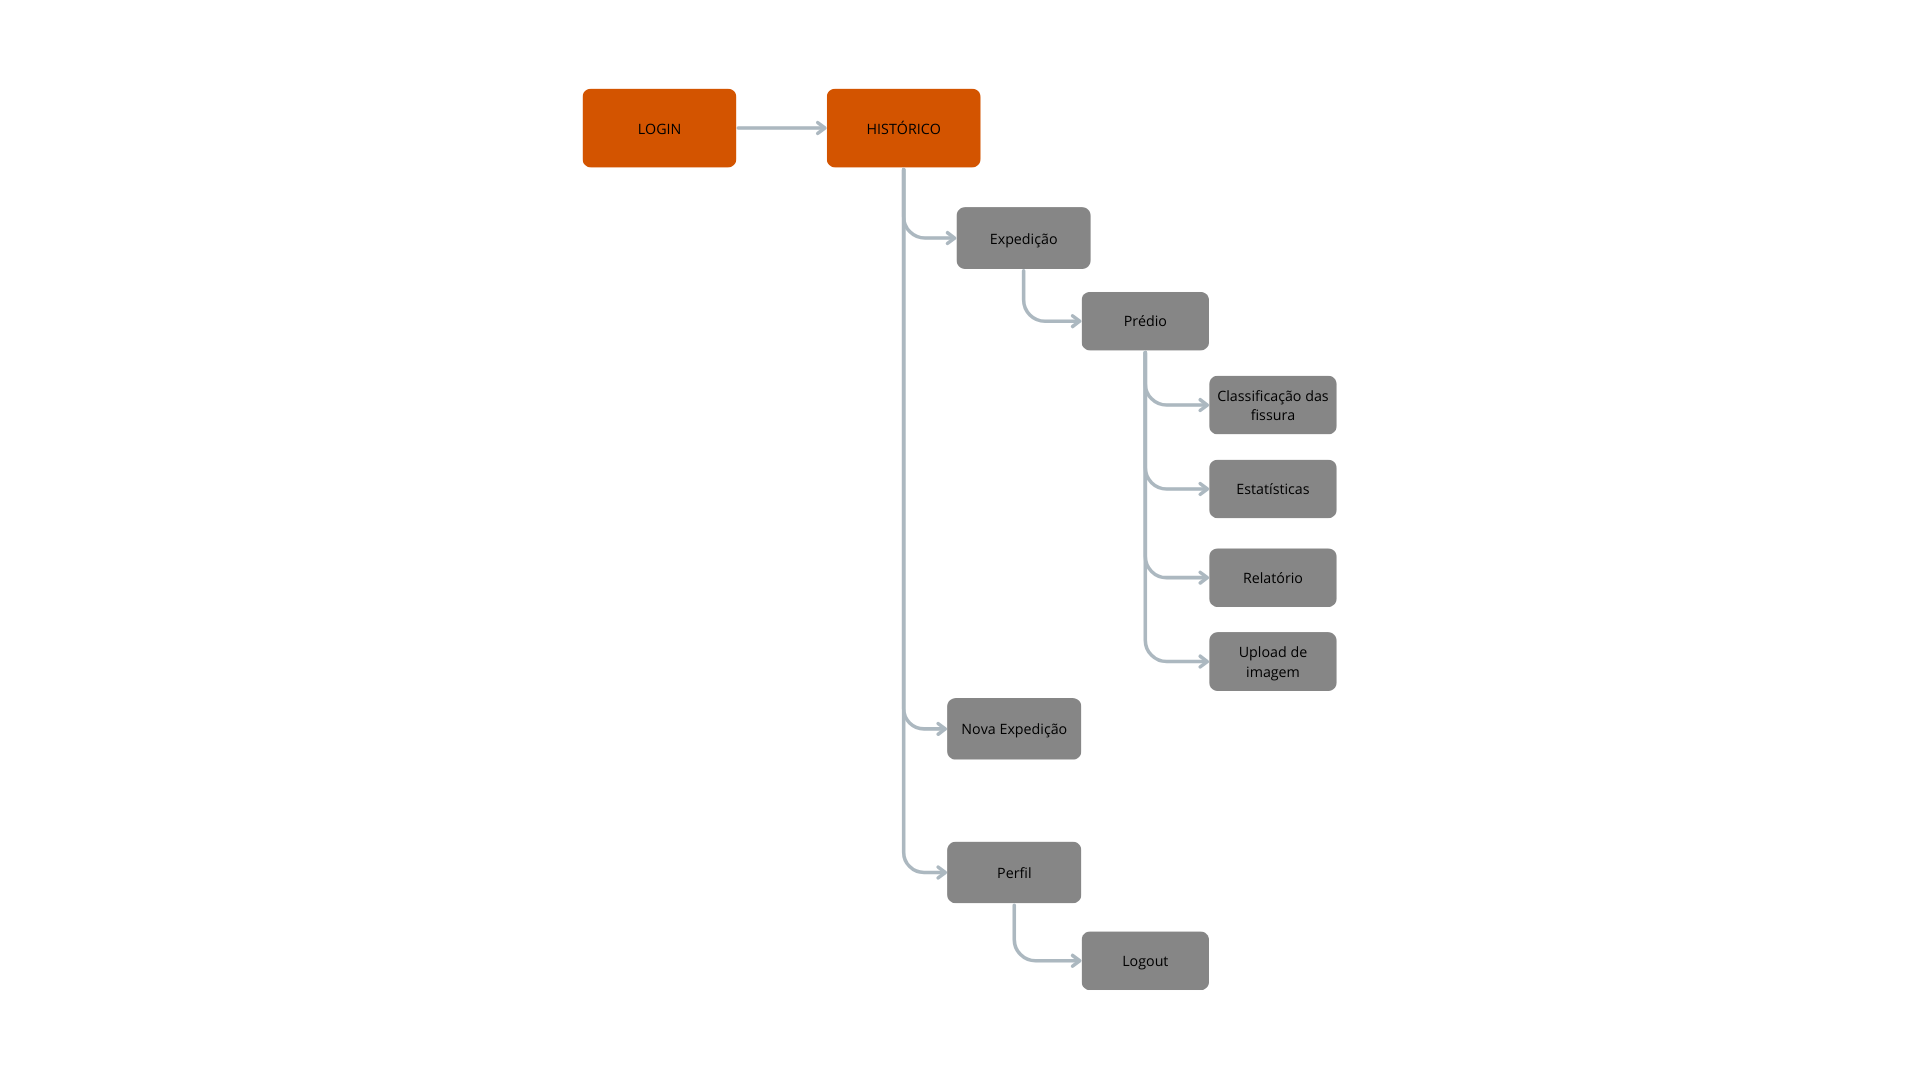 LOGIN
HISTÓRICO
Expedição
Prédio
Classificação das
fissura
Estatísticas
Relatório
Upload de
imagem
Nova Expedição
Perfil
Logout